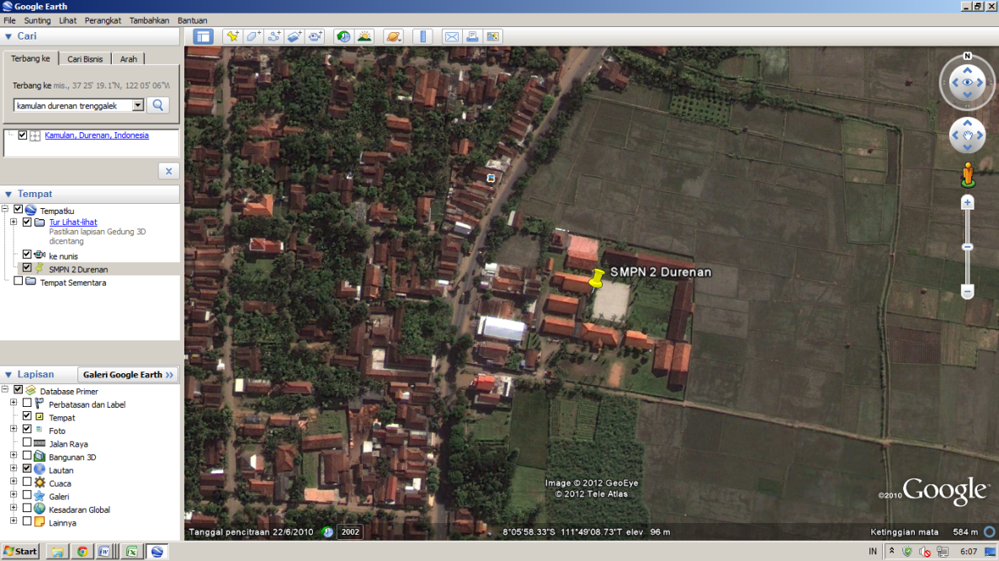 Google Earth
File Sunting Lihat Perangkat Tambahkan Bantuan
Cari
Terbang ke Cari Bisnis Arah
Terbang ke mis., 37 25' 19.1"N, 122 05' 06"W
kamulan durenan trenggalek
Kamulan, Durenan, Indonesia
Tempat
Tempatku
Tur Lihat-lihat
Pastikan lapisan Gedung 3D
dicentang
ke nunis
SMPN 2 Durenan
Tempat Sementara
Lapisan Galeri Google Earth >>
Database Primer
Perbatasan dan Label
Tempat
Foto
Jalan Raya
Bangunan 3D
Lautan
Cuaca
Galeri
Kesadaran Global
Lainnya
N
SMPN 2 Durenan
Image © 2012 GeoEye
© 2012 Tele Atlas
©2010 Google™
Tanggal pencitraan 22/6/2010 2002 8°05'58.33"S 111°49'08.73"T elev 96 m Ketinggian mata 584 m
Start IN 6:07